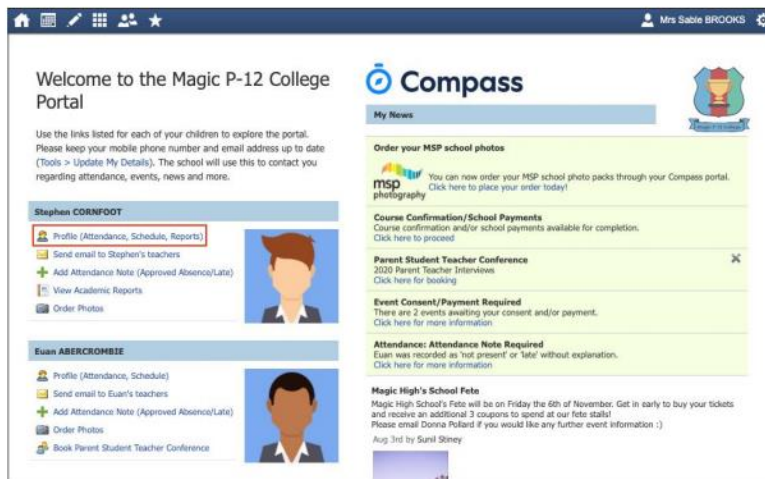 Mrs Sable BROOKS
Welcome to the Magic P-12 College
Portal
Use the links listed for each of your children to explore the portal.
Please keep your mobile phone number and email address up to date
(Tools > Update My Details). The school will use this to contact you
regarding attendance, events, news and more.
Stephen CORNFOOT
Profile (Attendance, Schedule, Reports)
Send email to Stephen's teachers
Add Attendance Note (Approved Absence/Late)
View Academic Reports
Order Photos
Euan ABERCROMBIE
Profile (Attendance, Schedule)
Send email to Euan's teachers
Add Attendance Note (Approved Absence/Late)
Order Photos
Book Parent Student Teacher Conference
Compass
Magic P-12 College
My News
Order your MSP school photos
msp
photography
You can now order your MSP school photo packs through your Compass portal.
Click here to place your order today!
Course Confirmation/School Payments
Course confirmation and/or school payments available for completion.
Click here to proceed
Parent Student Teacher Conference
2020 Parent Teacher Interviews
Click here for booking
Event Consent/Payment Required
There are 2 events awaiting your consent and/or payment.
Click here for more information
Attendance: Attendance Note Required
Euan was recorded as 'not present' or 'late' without explanation.
Click here for more information
Magic High's School Fete
Magic High School's Fete will be on Friday the 6th of November. Get in early to buy your tickets
and receive an additional 3 coupons to spend at our fete stalls!
Please email Donna Pollard if you would like any further event information :)
Aug 3rd by Sunil Stiney